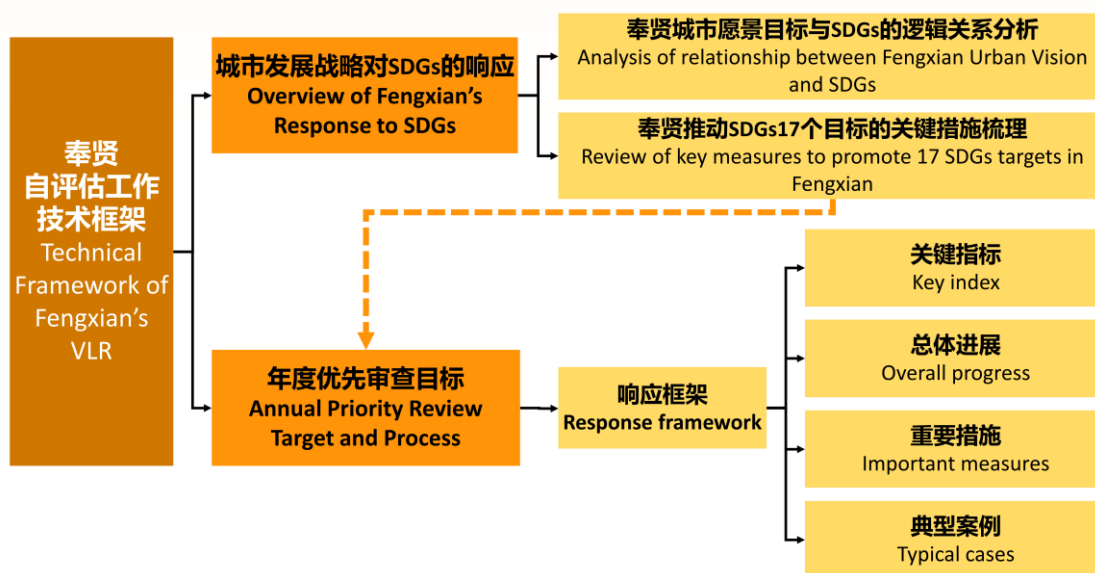 奉贤
自评估工作
技术框架
Technical
Framework of
Fengxian’s
VLR
城市发展战略对SDGs的响应
Overview of Fengxian’s
Response to SDGs
奉贤城市愿景目标与SDGs的逻辑关系分析
Analysis of relationship between Fengxian Urban Vision
and SDGs
奉贤推动SDGs17个目标的关键措施梳理
Review of key measures to promote 17 SDGs targets in
Fengxian
年度优先审查目标
Annual Priority Review
Target and Process
响应框架
Response framework
关键指标
Key index
总体进展
Overall progress
重要措施
Important measures
典型案例
Typical cases